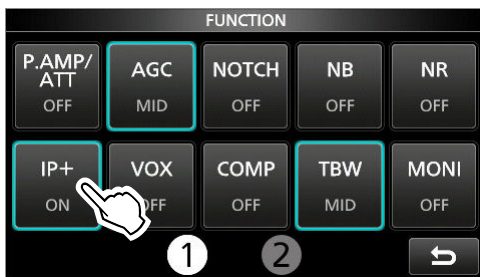 FUNCTION
P.AMP/
ATT
OFF
AGC
MID
NOTCH
OFF
NB
OFF
NR
OFF
IP+
ON
VOX
OFF
COMP
OFF
TBW
MID
MONI
OFF
1
2